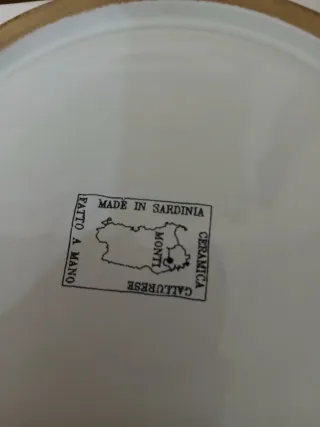 MADE IN SARDINIA
CERAMICA
GALLURESE
FATTO A MANO
MONTI